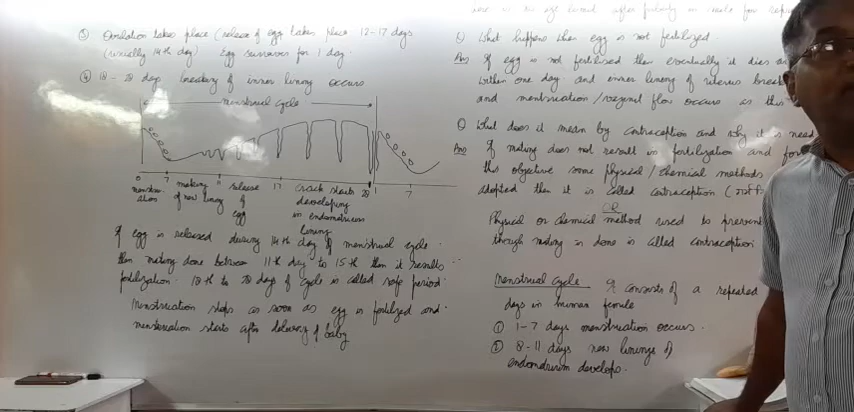 ③ Ovulation takes place (release of egg takes place 12-17 days
(usually 14th day) Egg survives for 1 day.
④ 18 - 28 days breaking of inner lining occurs
menstrual cycle
0 7 11 17 28 7
menstruation
making of new lining
release of egg
crack starts developing in endometrium lining
If egg is released during 14th day of menstrual cycle
then mating done between 11th day to 15th then it results
fertilization. 18th to 28 days of cycle is called safe period.
Menstruation stops as soon as egg is fertilized and
menstruation starts after delivery of baby
after puberty in
Q What happens when egg is not fertilized.
Ans If egg is not fertilised then eventually it dies
within one day and inner lining of uterus break
and menstruation / flow occurs as this
Q What does it mean by contraception and why it is need
Ans If mating does not result in fertilization and for
this objective some physical / chemical methods
adopted then it is called contraception
OR
Physical or chemical method used to prevent
though mating is done is called contraception
Menstrual cycle It consists of a repeated
days in human female
① 1-7 days menstruation occurs.
② 8-11 days new linings of
endometrium develops.